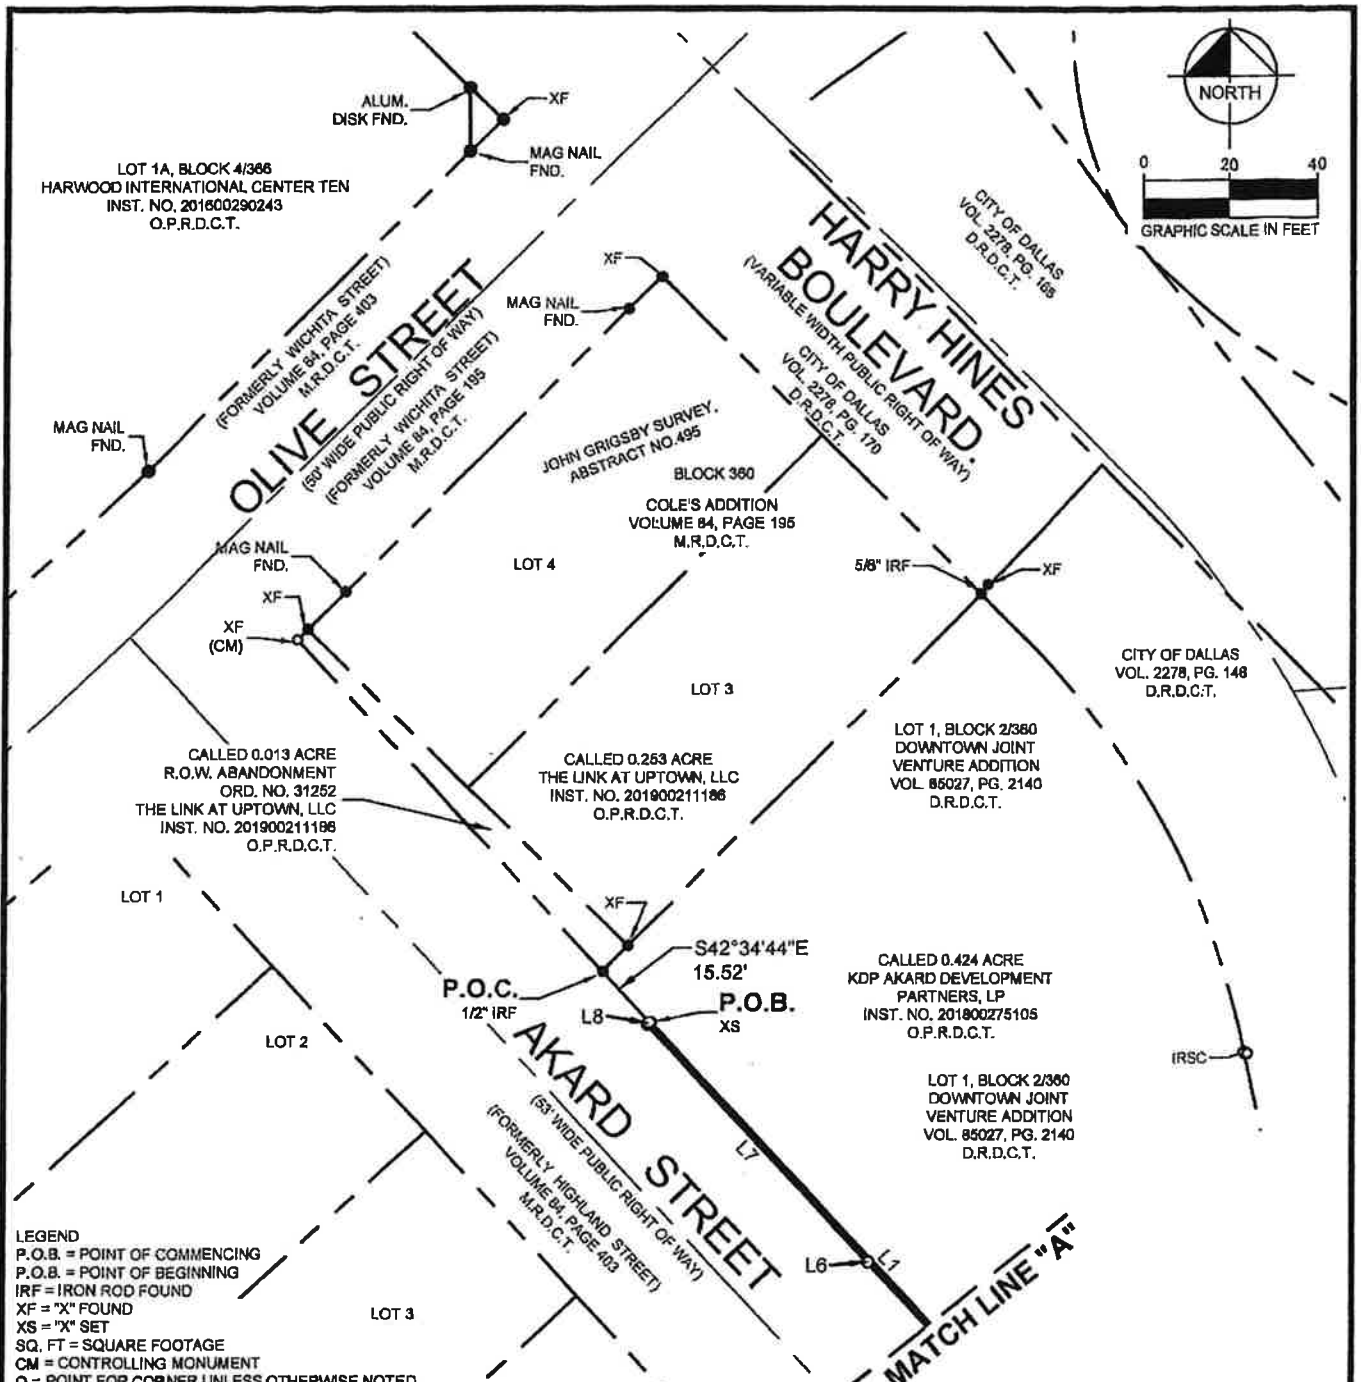 ALUM.
DISK FND.
XF
MAG NAIL
FND.
LOT 1A, BLOCK 4/366
HARWOOD INTERNATIONAL CENTER TEN
INST. NO. 201600290243
O.P.R.D.C.T.
NORTH
0 20 40
GRAPHIC SCALE IN FEET
CITY OF DALLAS
VOL. 2278, PG. 168
D.R.D.C.T.
HARRY HINES
BOULEVARD.
(VARIABLE WIDTH PUBLIC RIGHT OF WAY)
CITY OF DALLAS
VOL. 2278, PG. 170
D.R.D.C.T.
XF
MAG NAIL
FND.
(FORMERLY WICHITA STREET)
VOLUME 84, PAGE 403
M.R.D.C.T.
OLIVE STREET
(50' WIDE PUBLIC RIGHT OF WAY)
(FORMERLY WICHITA STREET)
VOLUME 84, PAGE 195
M.R.D.C.T.
MAG NAIL
FND.
JOHN GRIGSBY SURVEY,
ABSTRACT NO.495
BLOCK 360
COLE'S ADDITION
VOLUME 84, PAGE 195
M.R.D.C.T.
MAG NAIL
FND.
XF
XF
(CM)
LOT 4
5/8" IRF
XF
LOT 3
CITY OF DALLAS
VOL. 2278, PG. 146
D.R.D.C.T.
CALLED 0.013 ACRE
R.O.W. ABANDONMENT
ORD. NO. 31252
THE LINK AT UPTOWN, LLC
INST. NO. 201900211186
O.P.R.D.C.T.
CALLED 0.253 ACRE
THE LINK AT UPTOWN, LLC
INST. NO. 201900211186
O.P.R.D.C.T.
LOT 1, BLOCK 2/360
DOWNTOWN JOINT
VENTURE ADDITION
VOL. 85027, PG. 2140
D.R.D.C.T.
LOT 1
XF
S42°34'44"E
15.52'
P.O.C.
1/2" IRF
L8
P.O.B.
XS
CALLED 0.424 ACRE
KDP AKARD DEVELOPMENT
PARTNERS, LP
INST. NO. 201800275105
O.P.R.D.C.T.
IRSC
LOT 2
LOT 1, BLOCK 2/360
DOWNTOWN JOINT
VENTURE ADDITION
VOL. 85027, PG. 2140
D.R.D.C.T.
AKARD STREET
(53' WIDE PUBLIC RIGHT OF WAY)
(FORMERLY HIGHLAND STREET)
VOLUME 84, PAGE 403
M.R.D.C.T.
L7
L6
L1
MATCH LINE "A"
LOT 3
LEGEND
P.O.B. = POINT OF COMMENCING
P.O.B. = POINT OF BEGINNING
IRF = IRON ROD FOUND
XF = "X" FOUND
XS = "X" SET
SQ. FT = SQUARE FOOTAGE
CM = CONTROLLING MONUMENT
O = POINT FOR CORNER UNLESS OTHERWISE NOTED